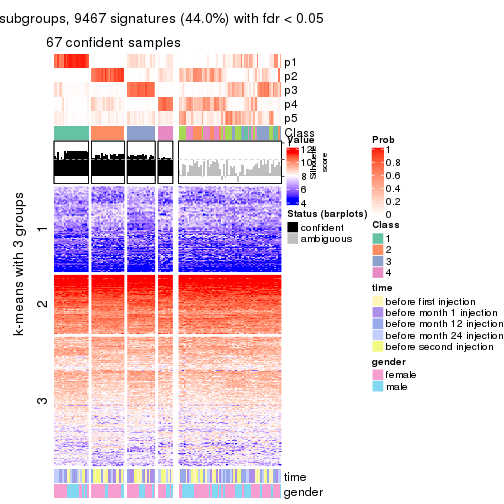 subgroups, 9467 signatures (44.0%) with fdr < 0.05
67 confident samples
p1
p2
p3
p4
p5
Class
k-means with 3 groups
1
2
3
time
gender
Value
12
10
8
6
4
Silhouette
score
Status (barplots)
confident
ambiguous
Prob
1
0.8
0.6
0.4
0.2
0
Class
1
2
3
4
time
before first injection
before month 1 injection
before month 12 injection
before month 24 injection
before second injection
gender
female
male